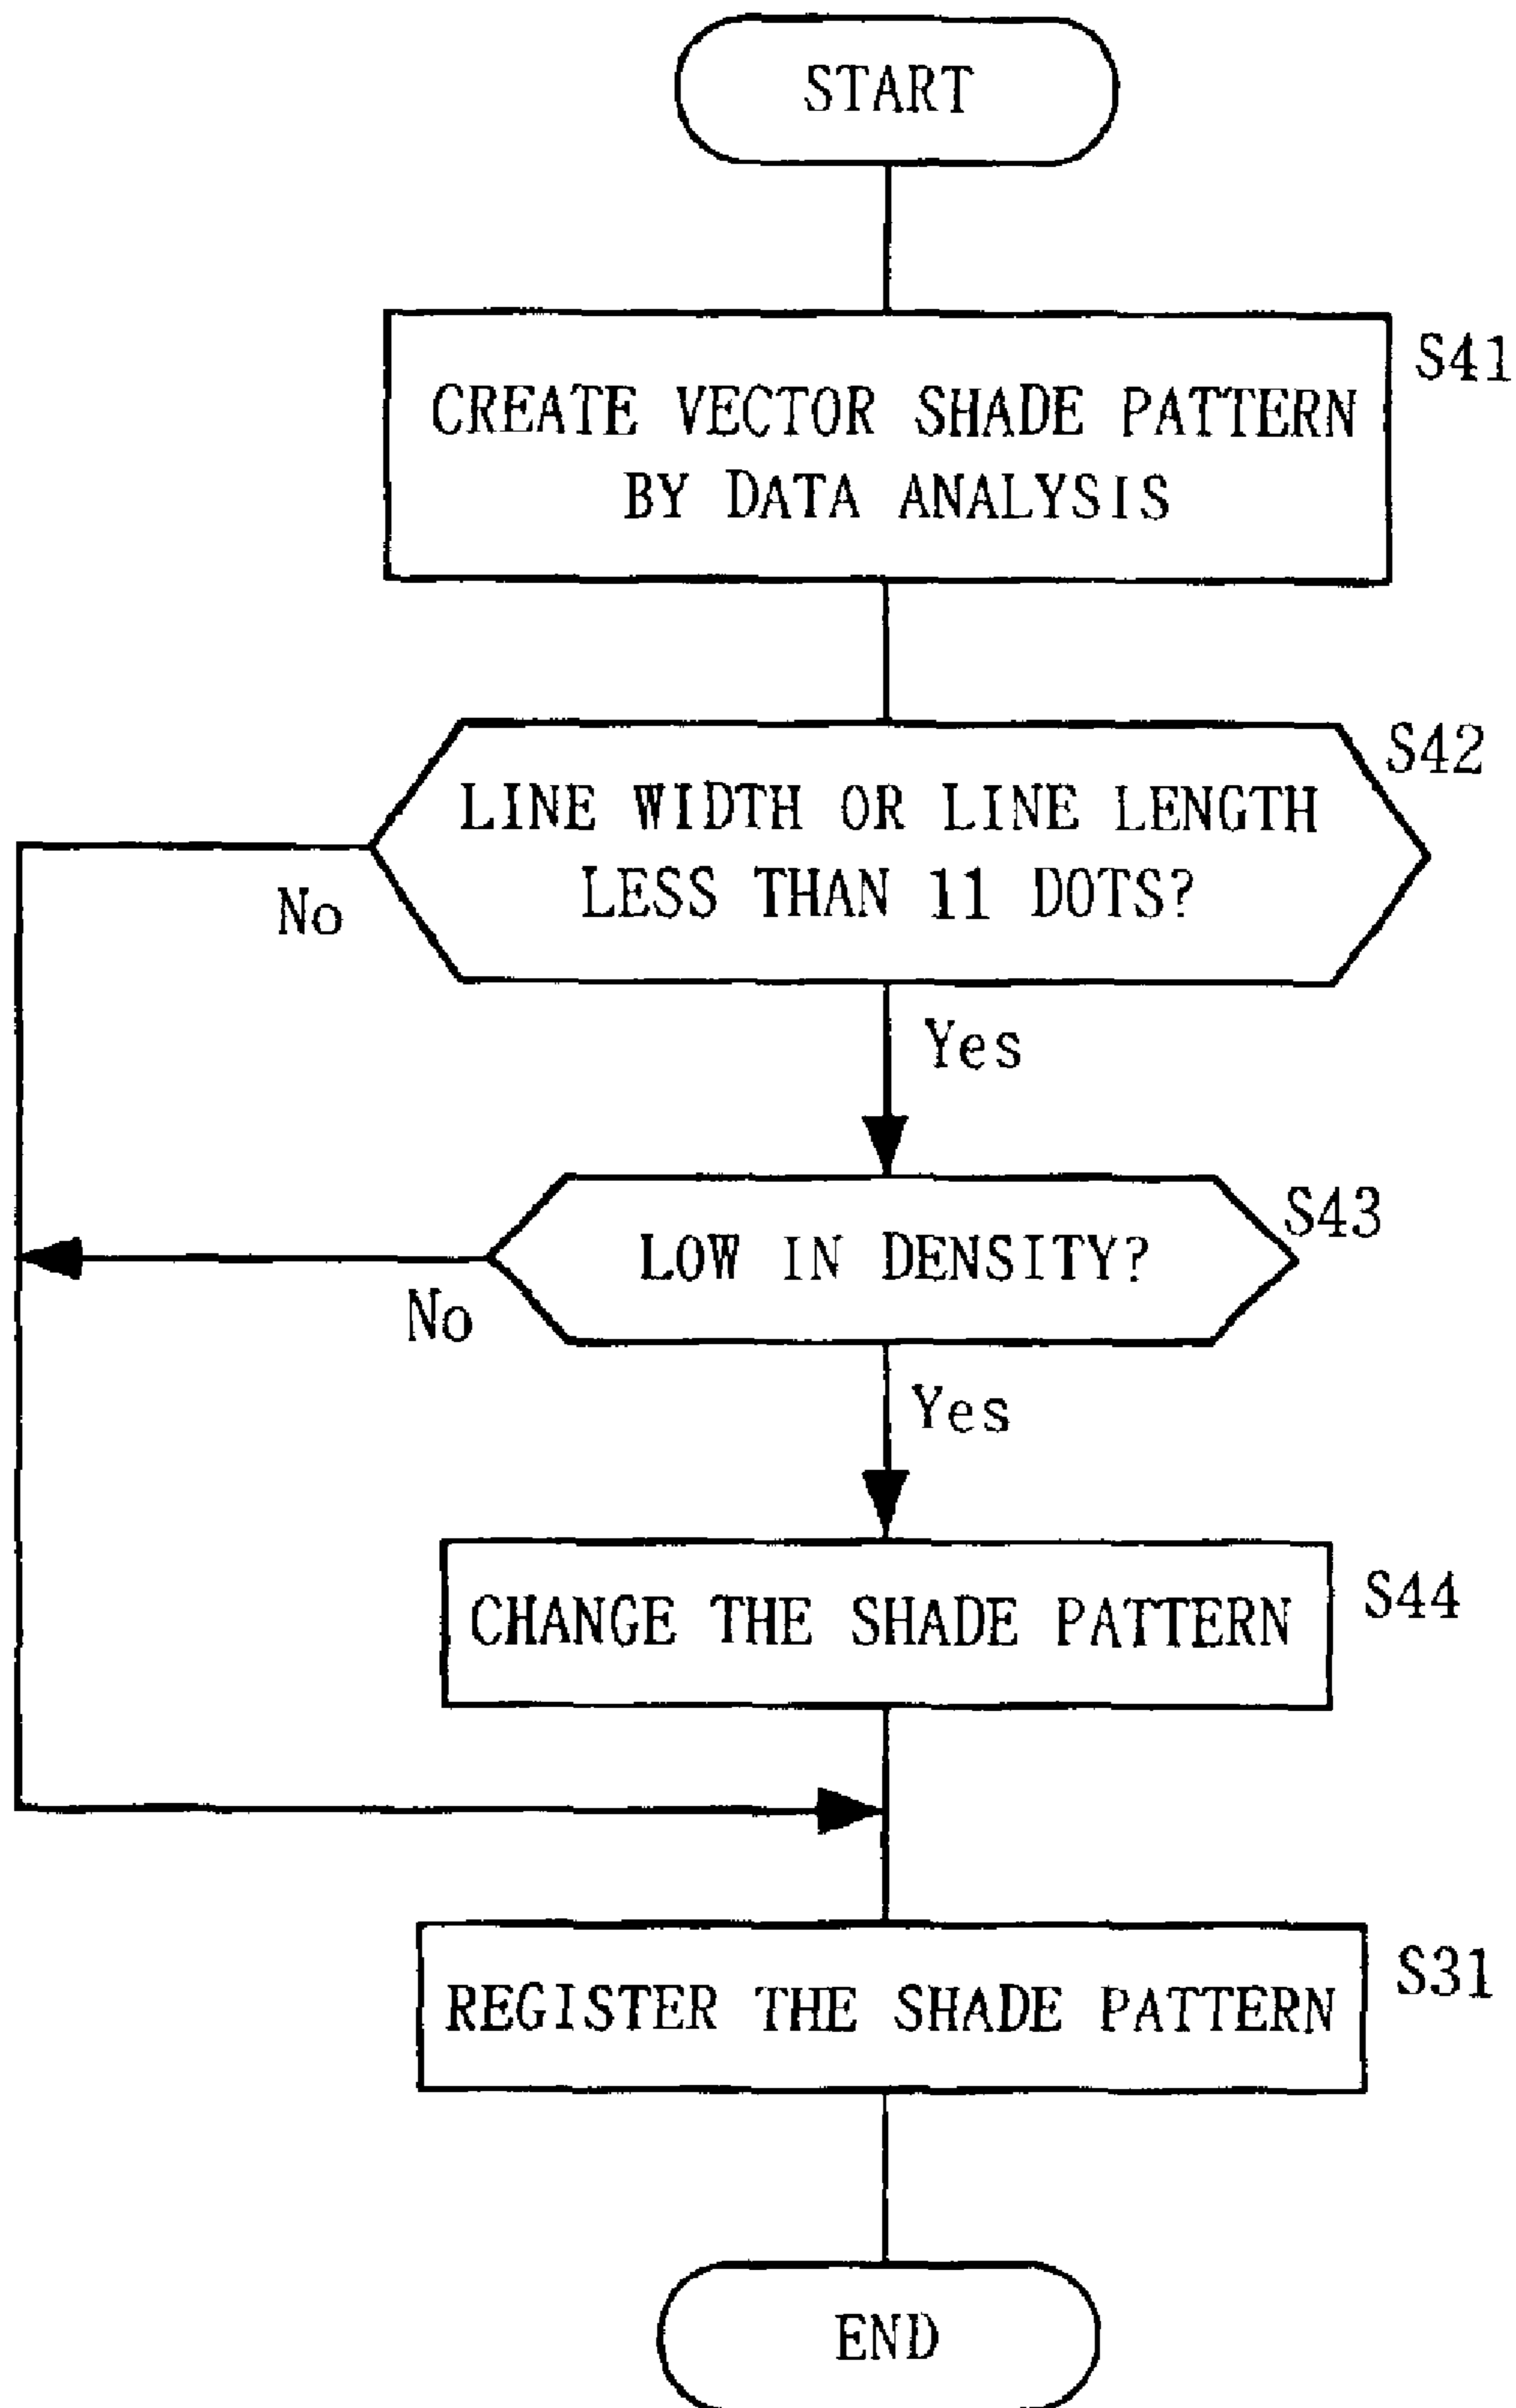 START
S41
CREATE VECTOR SHADE PATTERN
BY DATA ANALYSIS
S42
LINE WIDTH OR LINE LENGTH
LESS THAN 11 DOTS?
No
Yes
S43
LOW IN DENSITY?
No
Yes
S44
CHANGE THE SHADE PATTERN
S31
REGISTER THE SHADE PATTERN
END